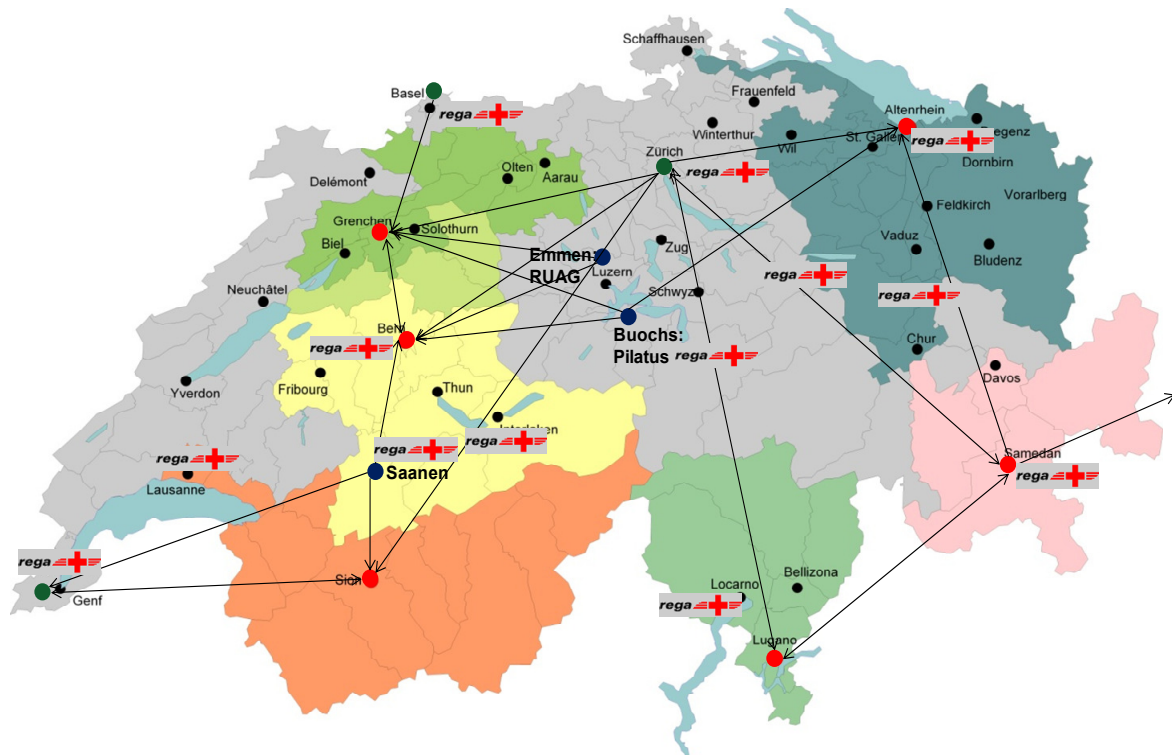 Schaffhausen
Basel
rega
Frauenfeld
Altenrhein
Winterthur
Bregenz
St. Gallen
rega
Wil
Dornbirn
Zürich
rega
Olten
Aarau
Delémont
Vorarlberg
Feldkirch
Grenchen
Solothurn
Biel
Emmen:
RUAG
Zug
Vaduz
Bludenz
Luzern
rega
Schwyz
Neuchâtel
rega
Bern
rega
Buochs:
Pilatus
rega
Chur
Davos
Yverdon
Fribourg
Thun
Interlaken
rega
rega
Saanen
rega
Lausanne
Samedan
rega
rega
Genf
Sion
Locarno
Bellizona
rega
Lugano